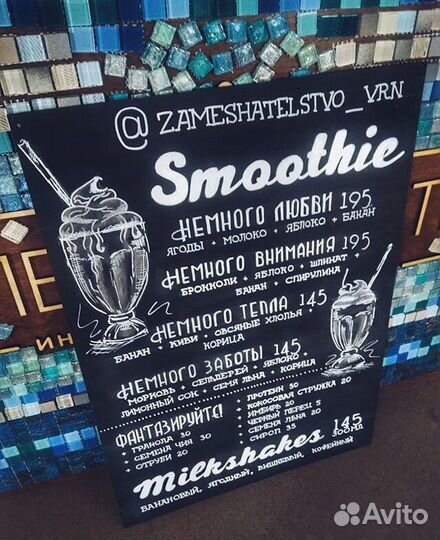 @ZAMESHATELSTVO_VRN
Smoothie
НЕМНОГО ЛЮБВИ 195
ЯГОДЫ + МОЛОКО + ЯБЛОКО + БАНАН
НЕМНОГО ВНИМАНИЯ 195
БРОККОЛИ + ЯБЛОКО + ШПИНАТ +
БАНАН + СПИРУЛИНА
НЕМНОГО ТЕПЛА 145
БАНАН + КИВИ + ОВСЯНЫЕ ХЛОПЬЯ +
КОРИЦА
НЕМНОГО ЗАБОТЫ 145
МОРКОВЬ + СЕЛЬДЕРЕЙ + ЯБЛОКО +
ЛИМОННЫЙ СОК + СЕМЯ ЛЬНА + КОРИЦА
ФАНТАЗИРУЙТЕ!
+ ГРАНОЛА 30
+ СЕМЕНА ЧИЯ 30
+ ОТРУБИ 20
+ ПРОТЕИН 30
+ КОКОСОВАЯ СТРУЖКА 20
+ ИМБИРЬ 20
+ ЧЕРНЫЙ ПЕРЕЦ 5
+ СЕМЕНА ЛЬНА 20
+ СИРОП 35
Milkshakes 145
300МЛ
БАНАНОВЫЙ, ЯГОДНЫЙ, ВИШНЕВЫЙ, КОФЕЙНЫЙ
Avito